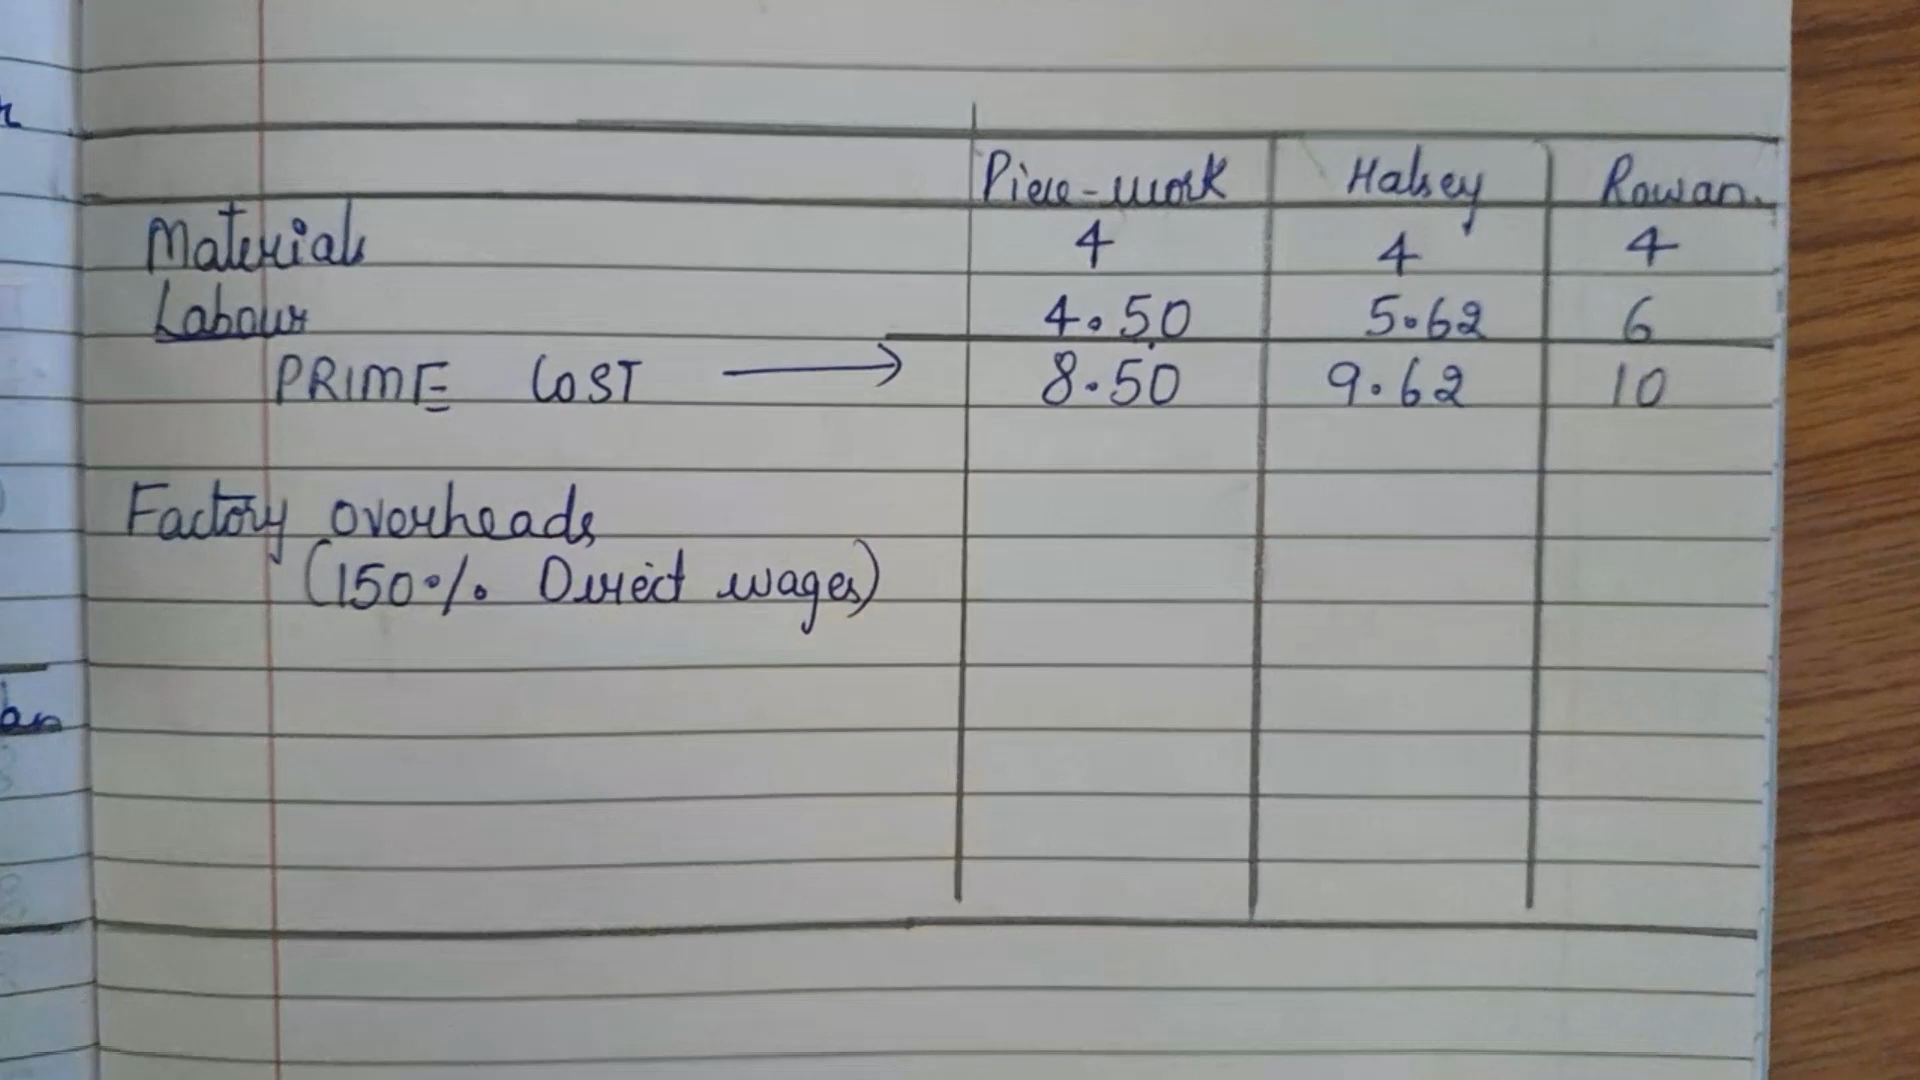 Piece-work Halsey Rowan.
Materials 4 4 4
Labour 4.50 5.62 6
PRIME COST → 8.50 9.62 10
Factory overheads
(150% Direct wages)